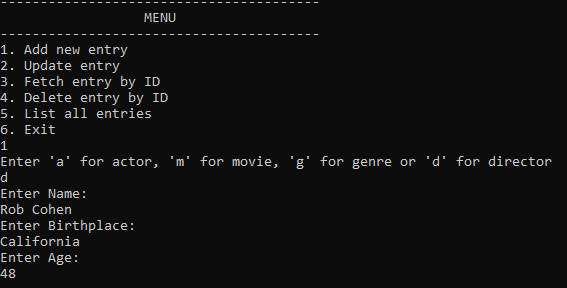 ----------------------------------------
MENU
----------------------------------------
1. Add new entry
2. Update entry
3. Fetch entry by ID
4. Delete entry by ID
5. List all entries
6. Exit
1
Enter 'a' for actor, 'm' for movie, 'g' for genre or 'd' for director
d
Enter Name:
Rob Cohen
Enter Birthplace:
California
Enter Age:
48